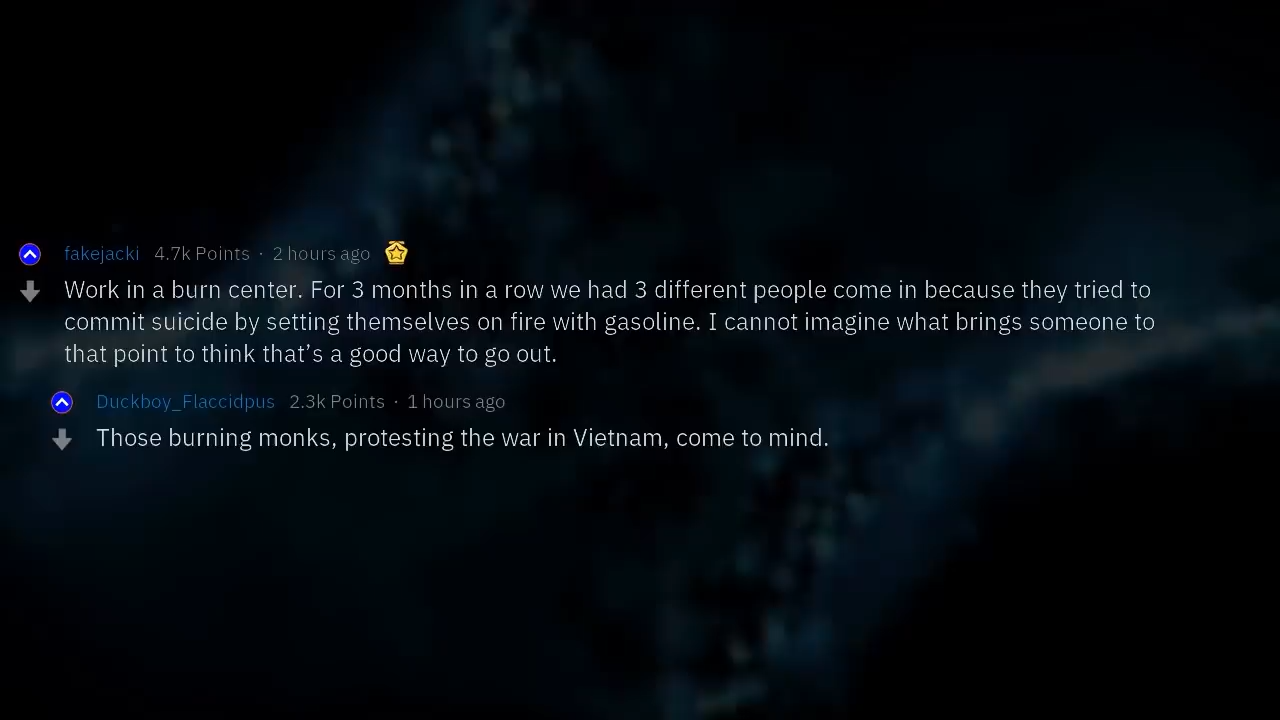 fakejacki 4.7k Points · 2 hours ago
Work in a burn center. For 3 months in a row we had 3 different people come in because they tried to
commit suicide by setting themselves on fire with gasoline. I cannot imagine what brings someone to
that point to think that’s a good way to go out.
Duckboy_Flaccidpus 2.3k Points · 1 hours ago
Those burning monks, protesting the war in Vietnam, come to mind.